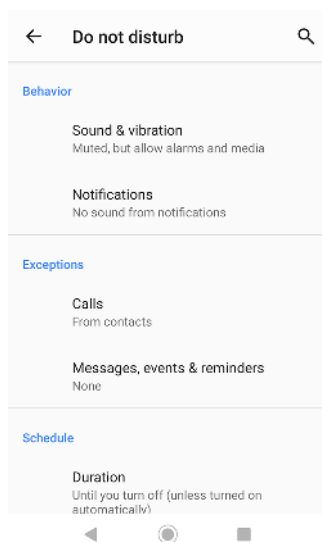 Do not disturb
Behavior
Sound & vibration
Muted, but allow alarms and media
Notifications
No sound from notifications
Exceptions
Calls
From contacts
Messages, events & reminders
None
Schedule
Duration
Until you turn off (unless turned on
automatically)